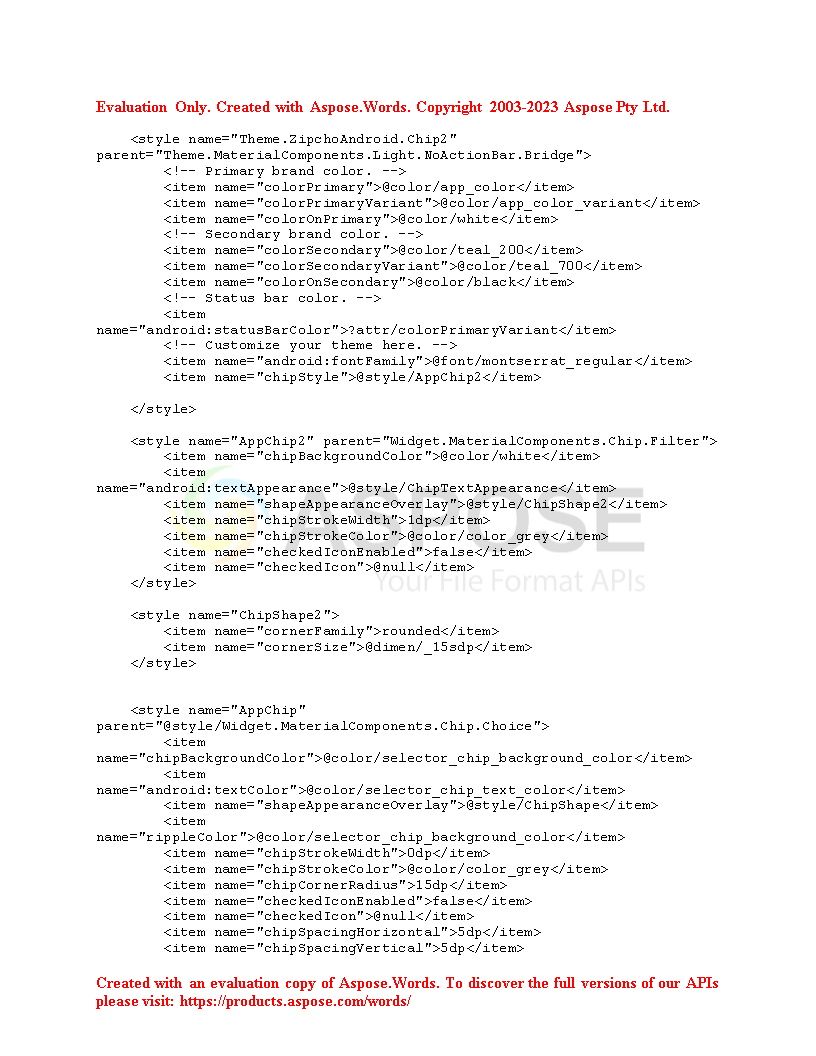 Evaluation Only. Created with Aspose.Words. Copyright 2003-2023 Aspose Pty Ltd.
<style name="Theme.ZipchoAndroid.Chip2"
parent="Theme.MaterialComponents.Light.NoActionBar.Bridge">
<!-- Primary brand color. -->
<item name="colorPrimary">@color/app_color</item>
<item name="colorPrimaryVariant">@color/app_color_variant</item>
<item name="colorOnPrimary">@color/white</item>
<!-- Secondary brand color. -->
<item name="colorSecondary">@color/teal_200</item>
<item name="colorSecondaryVariant">@color/teal_700</item>
<item name="colorOnSecondary">@color/black</item>
<!-- Status bar color. -->
<item
name="android:statusBarColor">?attr/colorPrimaryVariant</item>
<!-- Customize your theme here. -->
<item name="android:fontFamily">@font/montserrat_regular</item>
<item name="chipStyle">@style/AppChip2</item>
</style>
<style name="AppChip2" parent="Widget.MaterialComponents.Chip.Filter">
<item name="chipBackgroundColor">@color/white</item>
<item
name="android:textAppearance">@style/ChipTextAppearance</item>
<item name="shapeAppearanceOverlay">@style/ChipShape2</item>
<item name="chipStrokeWidth">1dp</item>
<item name="chipStrokeColor">@color/color_grey</item>
<item name="checkedIconEnabled">false</item>
<item name="checkedIcon">@null</item>
</style>
ASPOSE
Your File Format APIs
<style name="ChipShape2">
<item name="cornerFamily">rounded</item>
<item name="cornerSize">@dimen/_15sdp</item>
</style>
<style name="AppChip"
parent="@style/Widget.MaterialComponents.Chip.Choice">
<item
name="chipBackgroundColor">@color/selector_chip_background_color</item>
<item
name="android:textColor">@color/selector_chip_text_color</item>
<item name="shapeAppearanceOverlay">@style/ChipShape</item>
<item
name="rippleColor">@color/selector_chip_background_color</item>
<item name="chipStrokeWidth">0dp</item>
<item name="chipStrokeColor">@color/color_grey</item>
<item name="chipCornerRadius">15dp</item>
<item name="checkedIconEnabled">false</item>
<item name="checkedIcon">@null</item>
<item name="chipSpacingHorizontal">5dp</item>
<item name="chipSpacingVertical">5dp</item>
Created with an evaluation copy of Aspose.Words. To discover the full versions of our APIs
please visit: https://products.aspose.com/words/